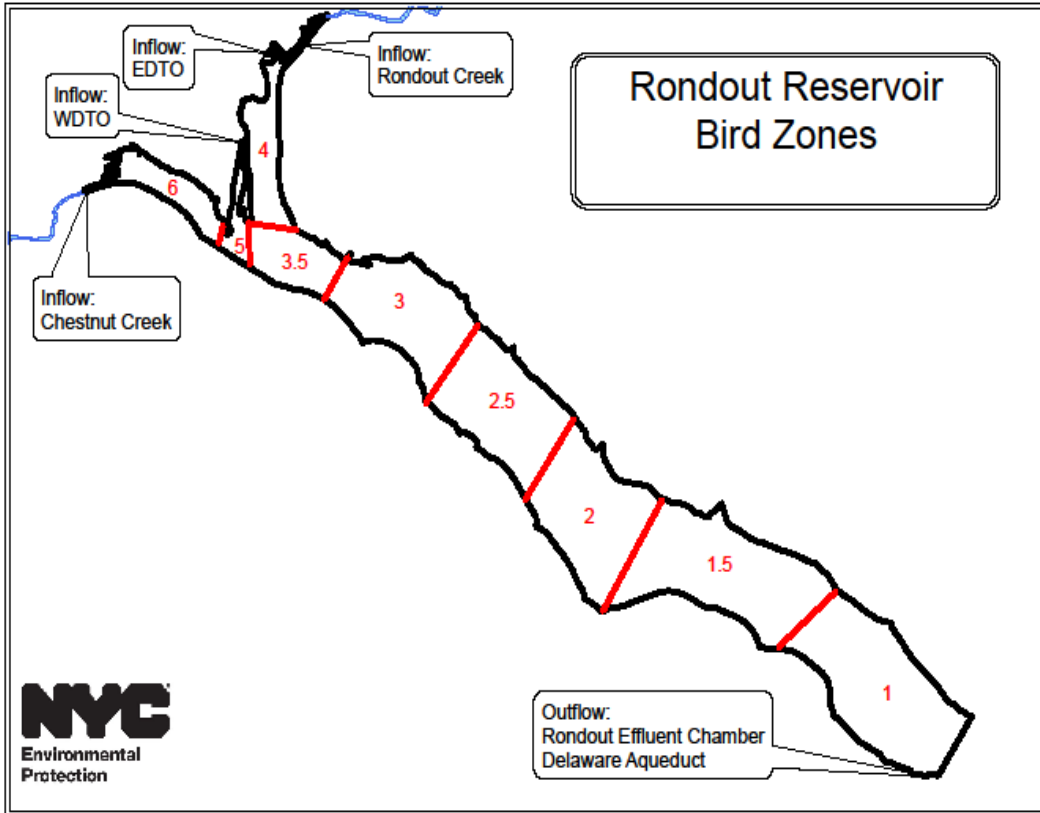 Rondout Reservoir
Bird Zones
Inflow:
EDTO
Inflow:
Rondout Creek
Inflow:
WDTO
4
6
5
3.5
Inflow:
Chestnut Creek
3
2.5
2
1.5
1
Outflow:
Rondout Effluent Chamber
Delaware Aqueduct
NYC
Environmental
Protection